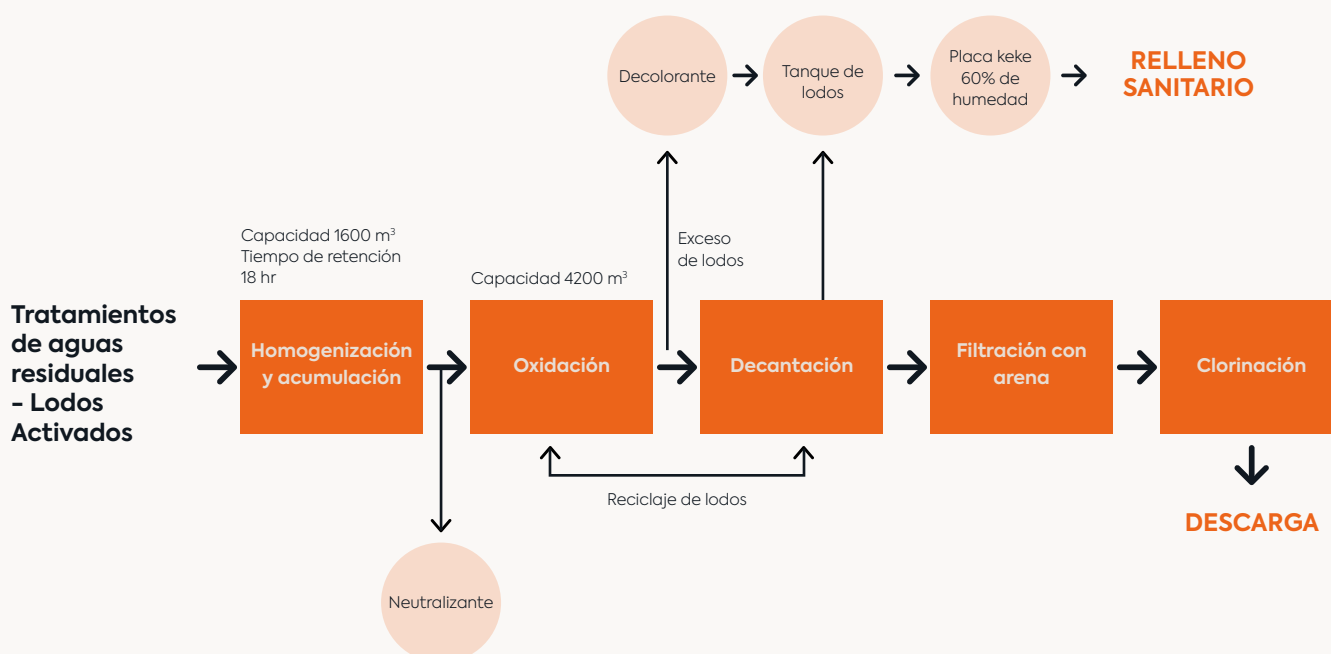 Decolorante
Tanque de
lodos
Placa keke
60% de
humedad
RELLENO
SANITARIO
Capacidad 1600 m³
Tiempo de retención
18 hr
Exceso
de lodos
Capacidad 4200 m³
Tratamientos
de aguas
residuales
- Lodos
Activados
Homogenización
y acumulación
Oxidación
Decantación
Filtración con
arena
Clorinación
Reciclaje de lodos
DESCARGA
Neutralizante